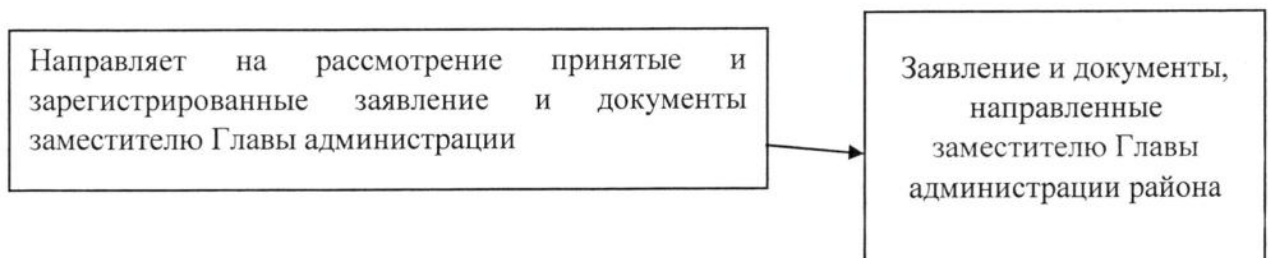 Направляет на рассмотрение принятые и
зарегистрированные заявление и документы
заместителю Главы администрации
Заявление и документы,
направленные
заместителю Главы
администрации района